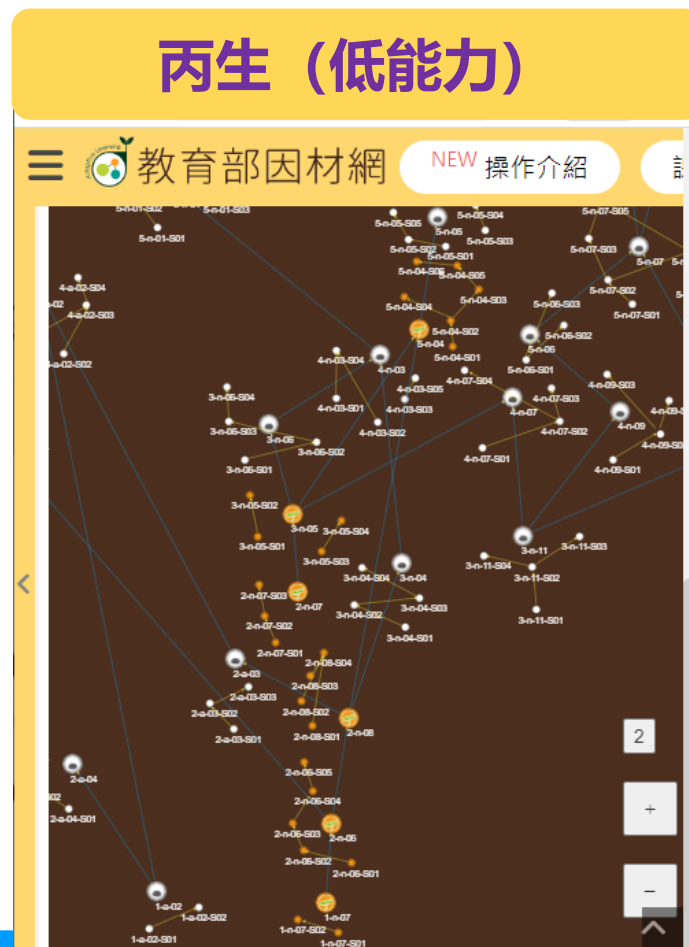 丙生（低能力）
Adaptive Learning
教育部因材網
NEW 操作介紹
5-n-01-S02
5-n-01-S03
5-n-01-S01
5-n-05-S05
5-n-05
5-n-05-S04
5-n-05-S02
5-n-05-S03
5-n-05-S01
5-n-07-S05
5-n-07-S03
5-n-07
5-n-07-S02
5-n-07-S01
5-n-04-S05
5-n-04-S04
5-n-04-S03
5-n-04-S02
5-n-04
5-n-04-S01
5-n-06-S03
5-n-06-S02
5-n-06
5-n-06-S01
4-a-02-S04
4-a-02-S03
4-a-02-S02
4-n-03-S04
4-n-03
4-n-03-S05
4-n-03-S01
4-n-03-S03
4-n-03-S02
4-n-07-S04
4-n-07-S03
4-n-07
4-n-07-S02
4-n-07-S01
4-n-09-S03
4-n-09
4-n-09-S01
3-n-06-S04
3-n-06-S03
3-n-06
3-n-06-S02
3-n-06-S01
3-n-05-S02
3-n-05
3-n-05-S04
3-n-05-S01
3-n-05-S03
3-n-04-S04
3-n-04
3-n-04-S02
3-n-04-S03
3-n-04-S01
3-n-11
3-n-11-S03
3-n-11-S04
3-n-11-S02
3-n-11-S01
2-n-07-S03
2-n-07
2-n-07-S02
2-n-07-S01
2-n-08-S04
2-a-03
2-n-08-S03
2-a-03-S03
2-a-03-S02
2-n-08-S02
2-n-08
2-a-03-S01
2-n-08-S01
2-n-06-S05
2-a-04
2-n-06-S04
2-a-04-S01
2-n-06-S03
2-n-06
2-n-06-S02
2-n-06-S01
1-a-02
1-a-02-S02
1-a-02-S01
1-n-07
1-n-07-S02
1-n-07-S01
2
+
−